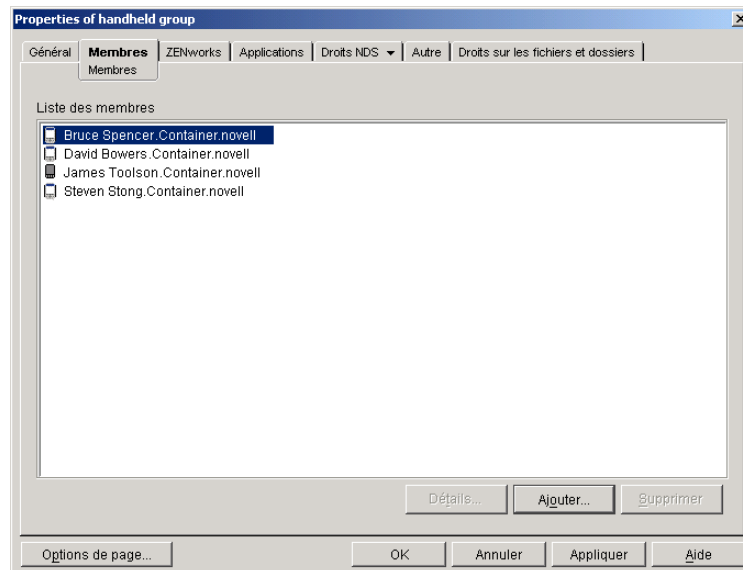 Properties of handheld group
Général Membres ZENworks Applications Droits NDS Autre Droits sur les fichiers et dossiers
Membres
Liste des membres
Bruce Spencer.Container.novell
David Bowers.Container.novell
James Toolson.Container.novell
Steven Stong.Container.novell
Détails... Ajouter... Supprimer
Options de page... OK Annuler Appliquer Aide